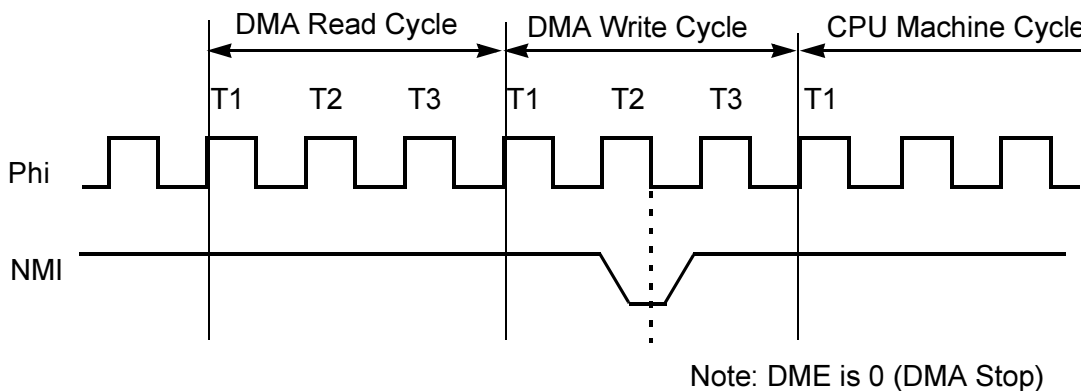 DMA Read Cycle DMA Write Cycle CPU Machine Cycle
T1 T2 T3 T1 T2 T3 T1
Phi
NMI
Note: DME is 0 (DMA Stop)